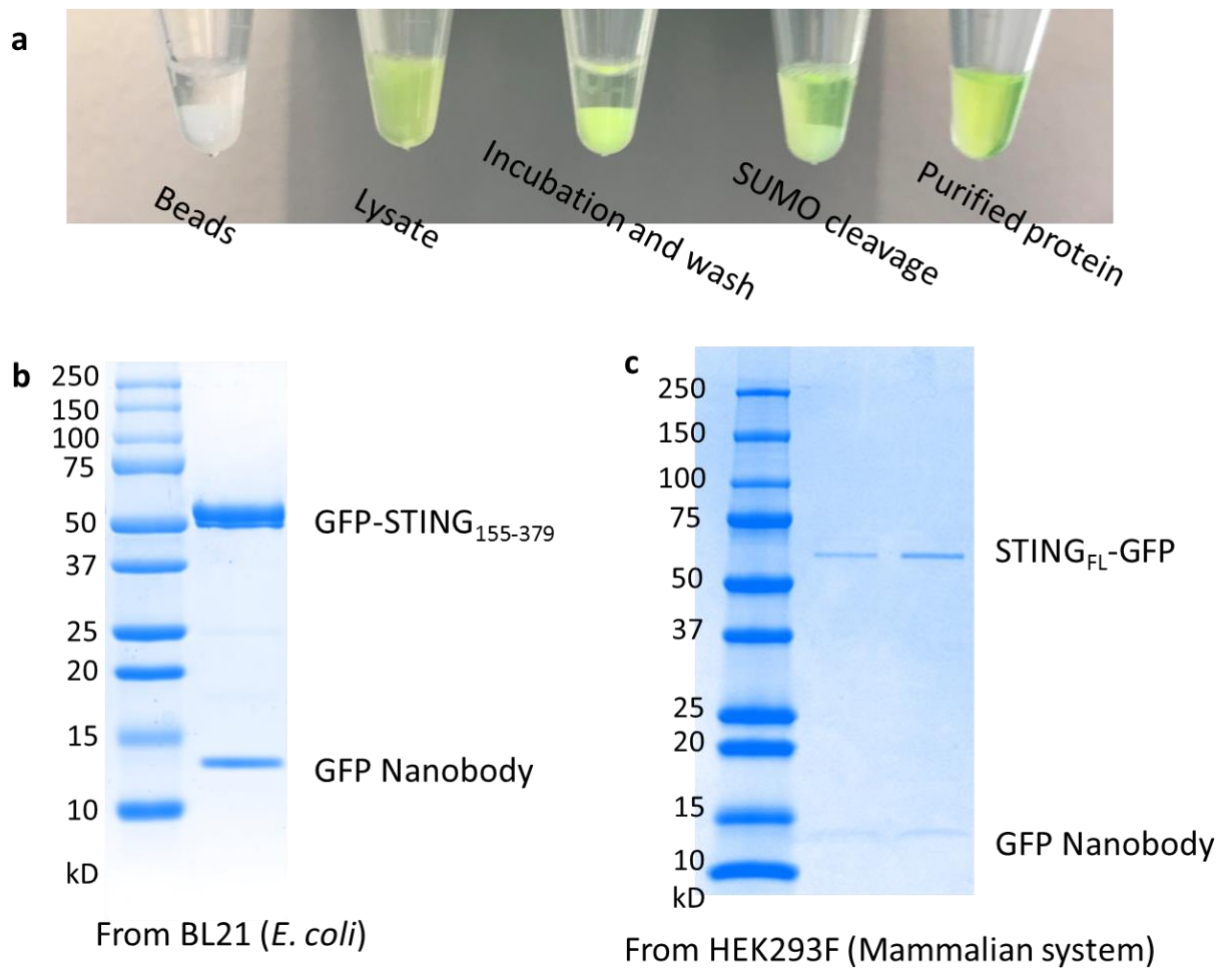 a
Beads
Lysate
Incubation and wash
SUMO cleavage
Purified protein
b
250
150
100
75
50
37
25
20
15
10
kD
GFP-STING155-379
GFP Nanobody
From BL21 (E. coli)
c
250
150
100
75
50
37
25
20
15
10
kD
STINGFL-GFP
GFP Nanobody
From HEK293F (Mammalian system)